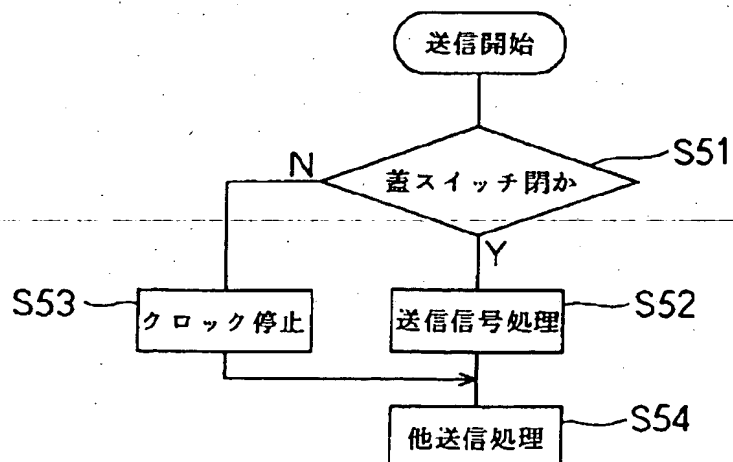 送信開始
S51
N
蓋スイッチ閉か
Y
S53
クロック停止
送信信号処理
S52
S54
他送信処理